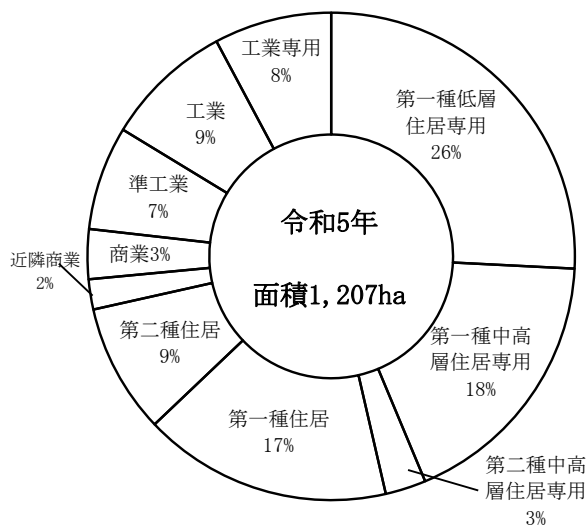 工業専用
8%
第一種低層
住居専用
26%
工業
9%
準工業
7%
令和5年
面積1,207ha
商業3%
近隣商業
2%
第二種住居
9%
第一種中高
層住居専用
18%
第一種住居
17%
第二種中高
層住居専用
3%